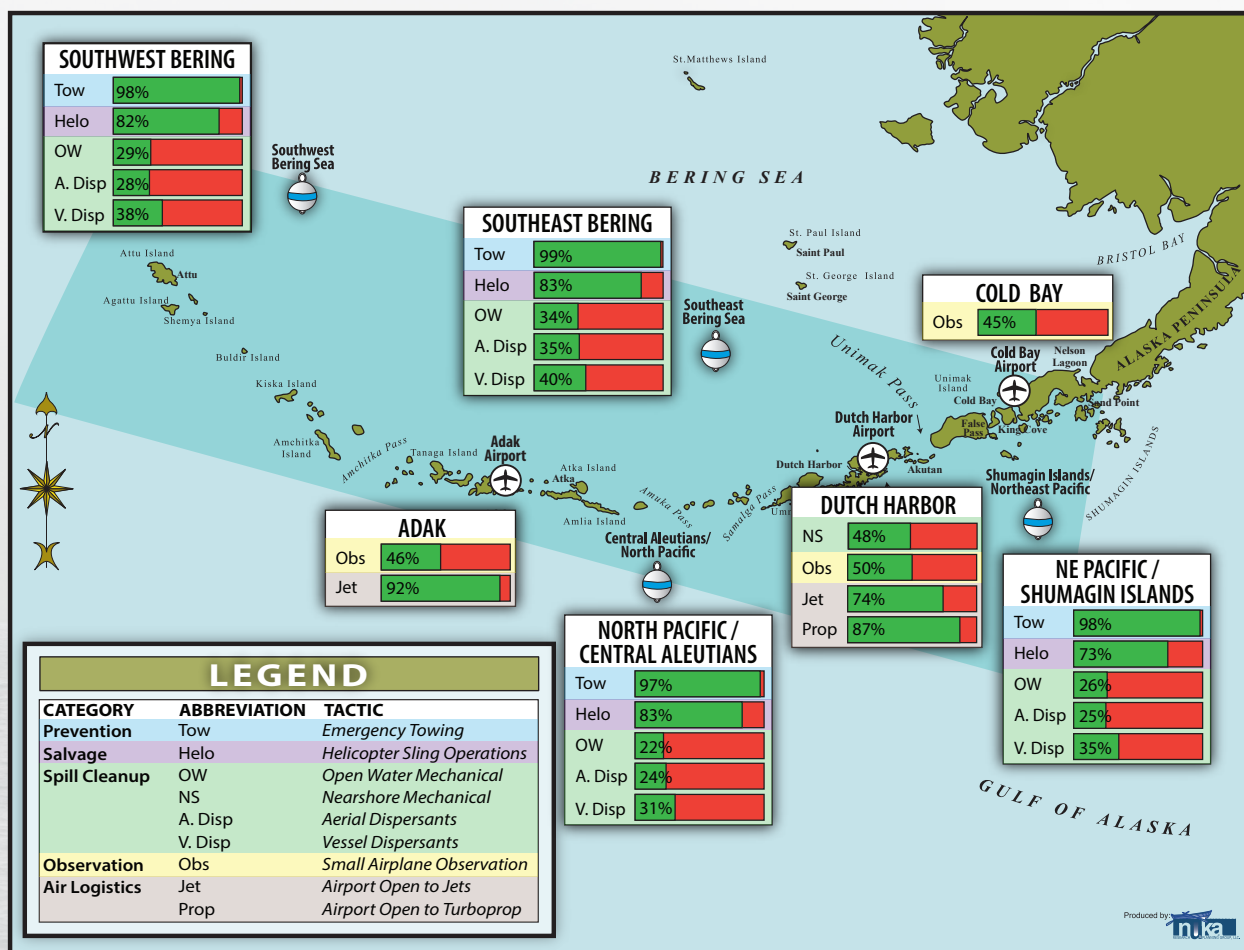 SOUTHWEST BERING
Tow 98%
Helo 82%
OW 29%
A. Disp 28%
V. Disp 38%
Southwest
Bering Sea
St.Matthews Island
BERING SEA
SOUTHEAST BERING
Tow 99%
Helo 83%
OW 34%
A. Disp 35%
V. Disp 40%
Southeast
Bering Sea
St. Paul Island
Saint Paul
St. George Island
Saint George
BRISTOL BAY
ALASKA PENINSULA
COLD BAY
Obs 45%
Cold Bay
Airport
Nelson
Lagoon
Unimak Pass
Unimak
Island
Cold Bay
False
Pass
King Cove
Sand Point
SHUMAGIN ISLANDS
Attu Island
Attu
Agattu Island
Shemya Island
Buldir Island
Kiska Island
Amchitka
Island
Amchitka Pass
Tanaga Island
Adak
Airport
Atka Island
Atka
Amlia Island
Amuka Pass
Samalga Pass
Dutch Harbor
Airport
Dutch Harbor
Akutan
N
ADAK
Obs 46%
Jet 92%
Central Aleutians/
North Pacific
DUTCH HARBOR
NS 48%
Obs 50%
Jet 74%
Prop 87%
Shumagin Islands/
Northeast Pacific
NE PACIFIC /
SHUMAGIN ISLANDS
Tow 98%
Helo 73%
OW 26%
A. Disp 25%
V. Disp 35%
NORTH PACIFIC /
CENTRAL ALEUTIANS
Tow 97%
Helo 83%
OW 22%
A. Disp 24%
V. Disp 31%
GULF OF ALASKA
LEGEND
CATEGORY ABBREVIATION TACTIC
Prevention Tow Emergency Towing
Salvage Helo Helicopter Sling Operations
Spill Cleanup OW Open Water Mechanical
NS Nearshore Mechanical
A. Disp Aerial Dispersants
V. Disp Vessel Dispersants
Observation Obs Small Airplane Observation
Air Logistics Jet Airport Open to Jets
Prop Airport Open to Turboprop
Produced by:
nuka